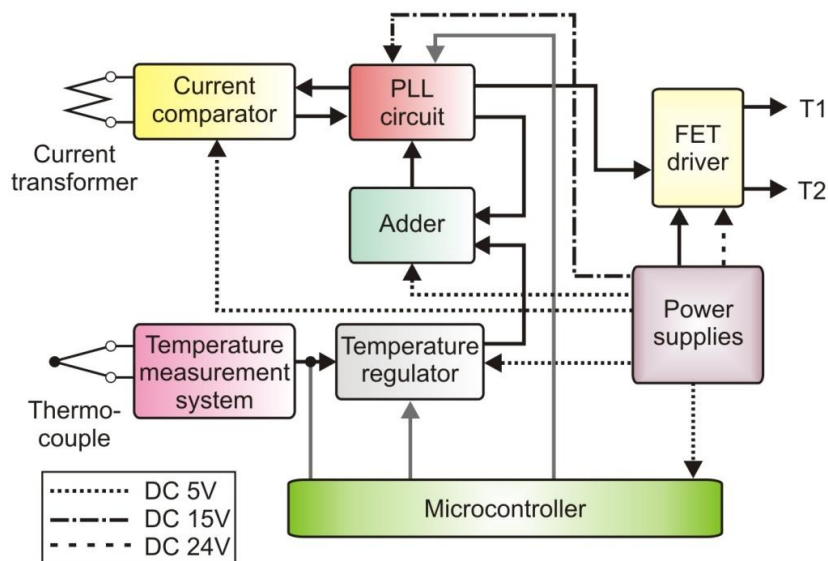 Current
comparator
PLL
circuit
FET
driver
T1
T2
Current
transformer
Adder
Power
supplies
Temperature
measurement
system
Temperature
regulator
Thermo-
couple
Microcontroller
DC 5V
DC 15V
DC 24V